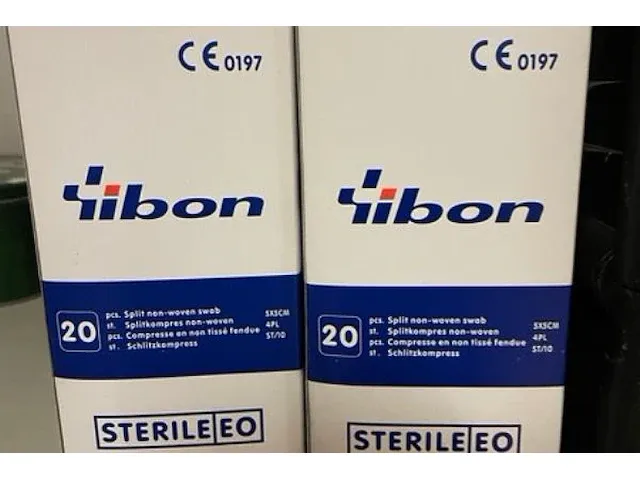 CE 0197
Yibon
20
pcs. Split non-woven swab
st. Splitkompres non-woven
pcs. Compresse en non tissé fendue
st. Schlitzkompress
5X5CM
4PL
ST/10
STERILE EO
CE 0197
Yibon
20
pcs. Split non-woven swab
st. Splitkompres non-woven
pcs. Compresse en non tissé fendue
st. Schlitzkompress
5X5CM
4PL
ST/10
STERILE EO